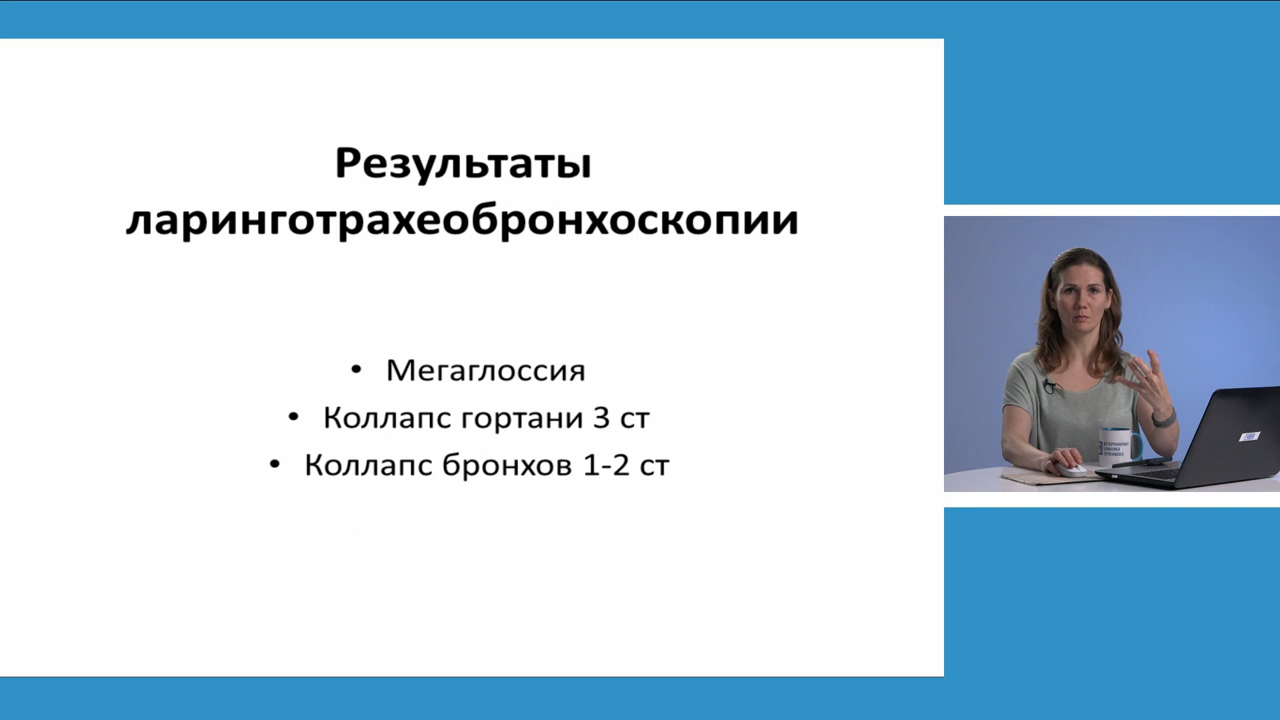 Результаты
ларинготрахеобронхоскопии
• Мегаглоссия
• Коллапс гортани 3 ст
• Коллапс бронхов 1-2 ст